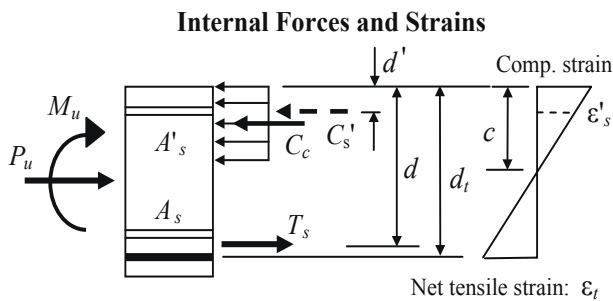 Internal Forces and Strains
d'
Comp. strain
M_u
ε'_s
A'_s
C_c
C_s'
c
P_u
d
d_t
A_s
T_s
Net tensile strain: ε_t